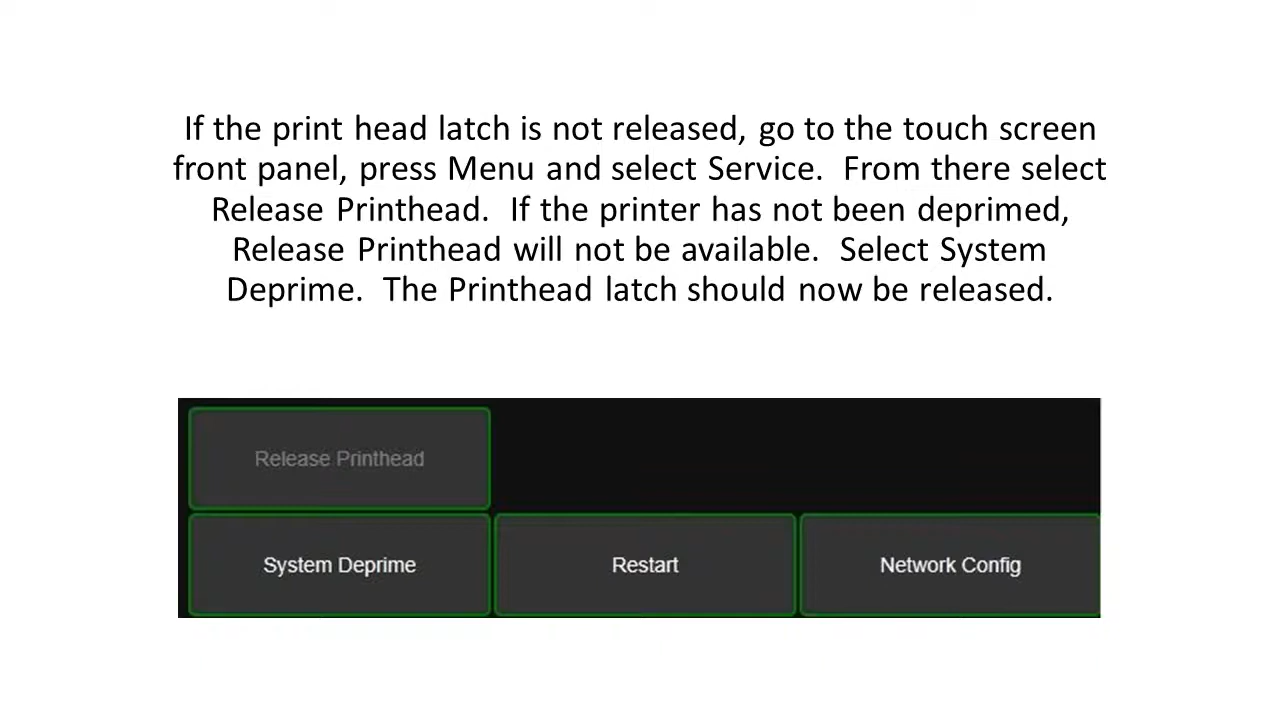 If the print head latch is not released, go to the touch screen
front panel, press Menu and select Service.  From there select
Release Printhead.  If the printer has not been deprimed,
Release Printhead will not be available.  Select System
Deprime.  The Printhead latch should now be released.
Release Printhead
System Deprime
Restart
Network Config